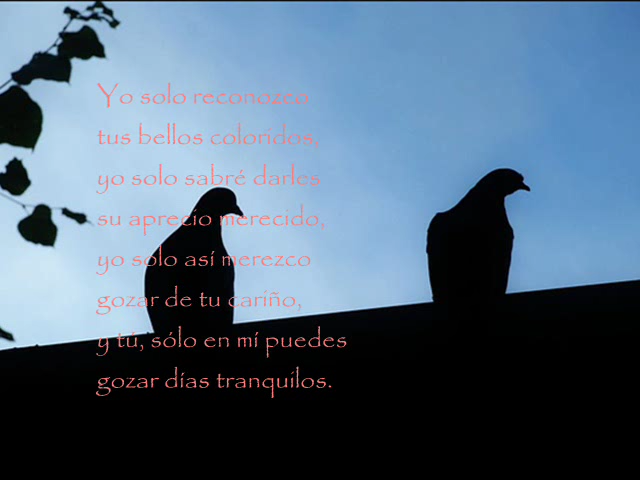 Yo solo reconozco
tus bellos coloridos,
yo solo sabré darles
su aprecio merecido,
yo solo así merezco
gozar de tu cariño,
y tú, sólo en mí puedes
gozar días tranquilos.